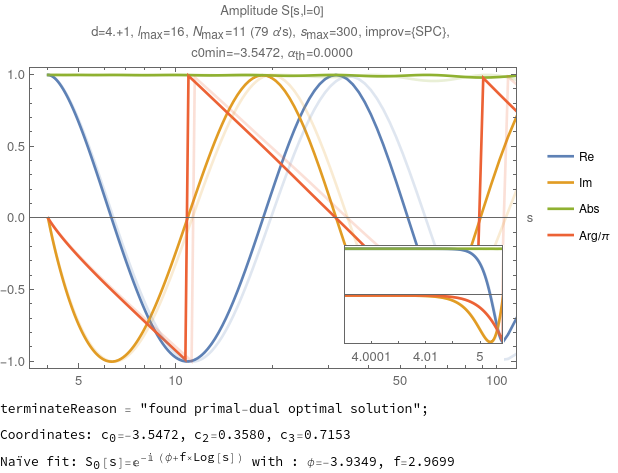 Amplitude S[s,l=0]
d=4.+1, lmax=16, Nmax=11 (79 α's), smax=300, improv={SPC},
c0min=−3.5472, αth=0.0000
1.0
0.5
0.0
−0.5
−1.0
s
5
10
50
100
4.0001
4.01
5
Re
Im
Abs
Arg/π
terminateReason = "found primal-dual optimal solution";
Coordinates: c0=−3.5472, c2=0.3580, c3=0.7153
Naïve fit: S0[s]=e^−i (ϕ+f×Log[s]) with : ϕ=−3.9349, f=2.9699